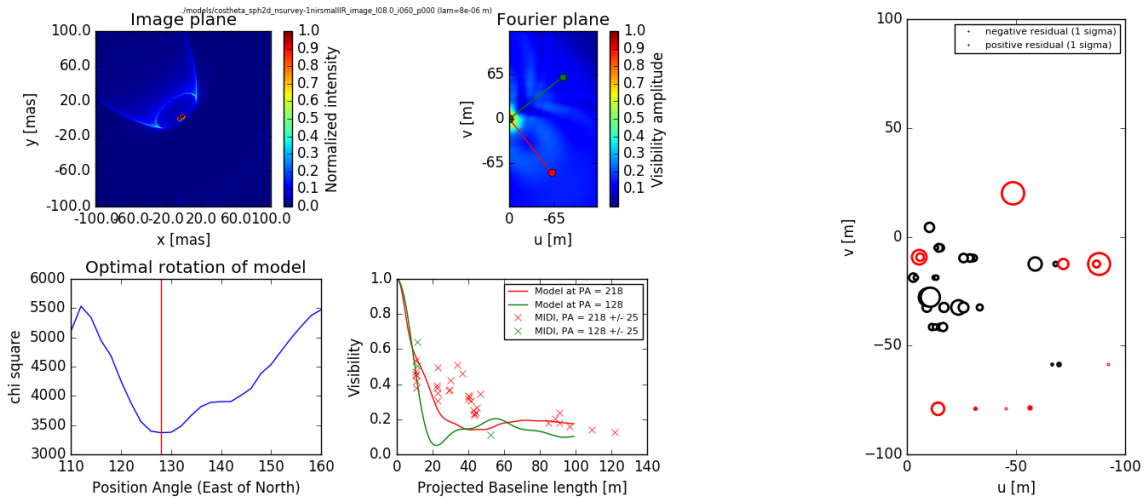 ../models/costheta_sph2d_nsurvey-1nirsmallIR_image_l08.0_i060_p000 (lam=8e-06 m)
Image plane
100.0
60.0
20.0
-20.0
-60.0
-100.0
y [mas]
-100.0-60.0-20.0 20.0 60.0100.0
x [mas]
1.0
0.9
0.8
0.7
0.6
0.5
0.4
0.3
0.2
0.1
0.0
Normalized intensity
Fourier plane
65
0
-65
v [m]
0
-65
u [m]
1.0
0.9
0.8
0.7
0.6
0.5
0.4
0.3
0.2
0.1
Visibility amplitude
Optimal rotation of model
6000
5500
5000
4500
4000
3500
3000
chi square
110 120 130 140 150 160
Position Angle (East of North)
1.0
0.8
0.6
0.4
0.2
0.0
Visibility
Model at PA = 218
Model at PA = 128
MIDI, PA = 218 +/- 25
MIDI, PA = 128 +/- 25
0 20 40 60 80 100 120 140
Projected Baseline length [m]
negative residual (1 sigma)
positive residual (1 sigma)
100
50
0
−50
−100
v [m]
0 -50 -100
u [m]